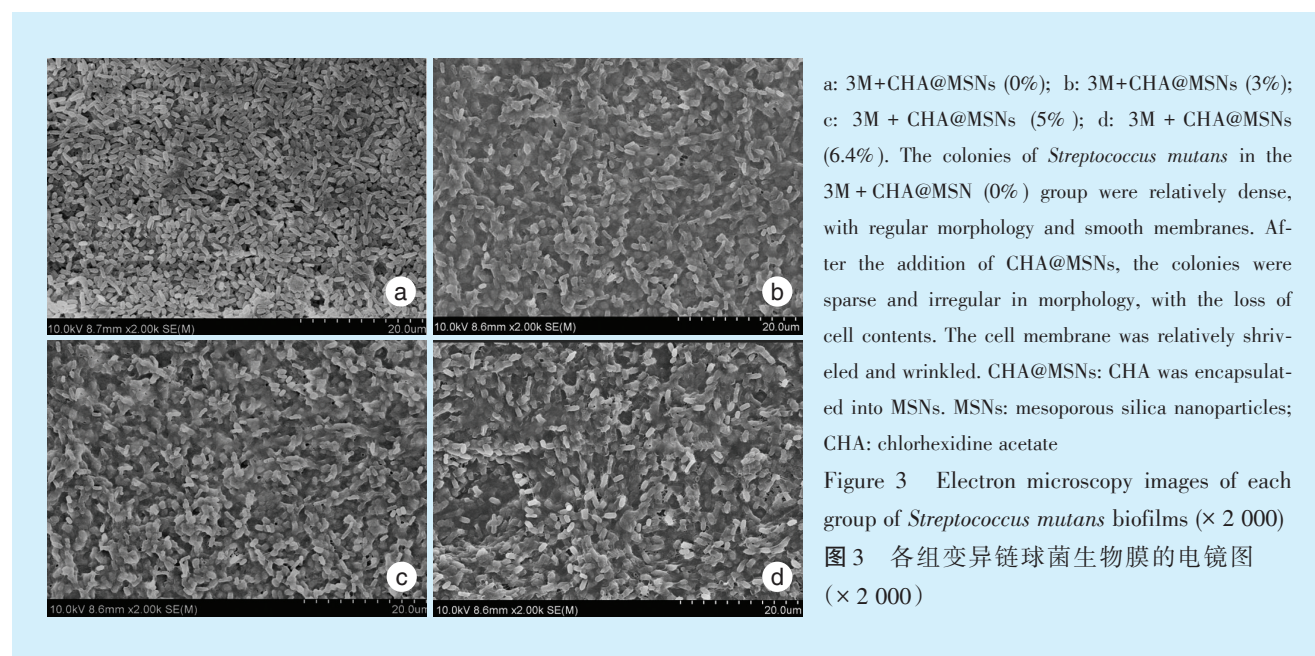 a
10.0kV 8.7mm x2.00k SE(M) 20.0um
b
10.0kV 8.6mm x2.00k SE(M) 20.0um
c
10.0kV 8.6mm x2.00k SE(M) 20.0um
d
10.0kV 8.6mm x2.00k SE(M) 20.0um
a: 3M+CHA@MSNs (0%); b: 3M+CHA@MSNs (3%);
c: 3M + CHA@MSNs (5% ); d: 3M + CHA@MSNs
(6.4% ). The colonies of Streptococcus mutans in the
3M + CHA@MSN (0% ) group were relatively dense,
with regular morphology and smooth membranes. Af-
ter the addition of CHA@MSNs, the colonies were
sparse and irregular in morphology, with the loss of
cell contents. The cell membrane was relatively shriv-
eled and wrinkled. CHA@MSNs: CHA was encapsulat-
ed into MSNs. MSNs: mesoporous silica nanoparticles;
CHA: chlorhexidine acetate
Figure 3 Electron microscopy images of each
group of Streptococcus mutans biofilms (× 2 000)
图 3 各组变异链球菌生物膜的电镜图
（× 2 000）